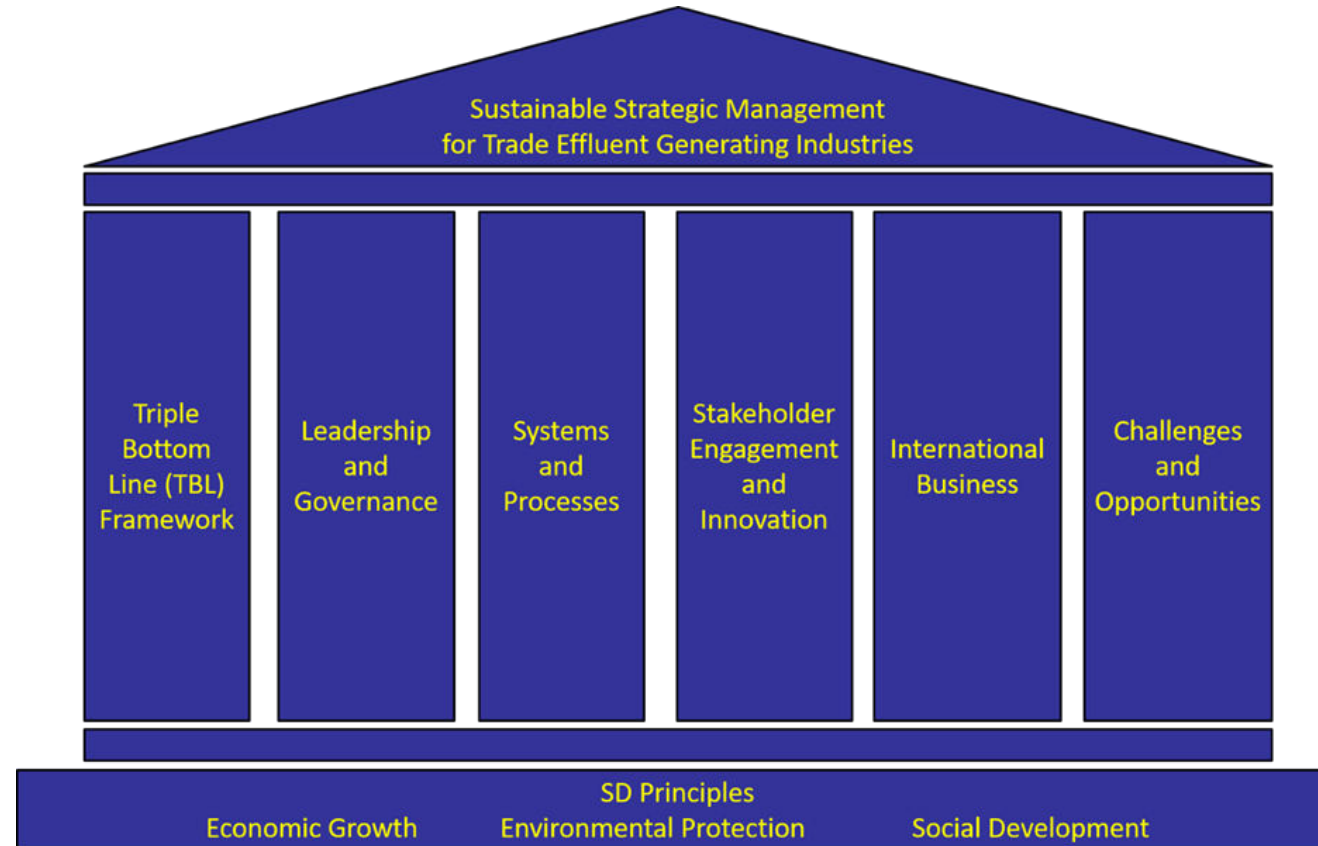 Sustainable Strategic Management
for Trade Effluent Generating Industries
Triple
Bottom
Line (TBL)
Framework
Leadership
and
Governance
Systems
and
Processes
Stakeholder
Engagement
and
Innovation
International
Business
Challenges
and
Opportunities
SD Principles
Economic Growth Environmental Protection Social Development